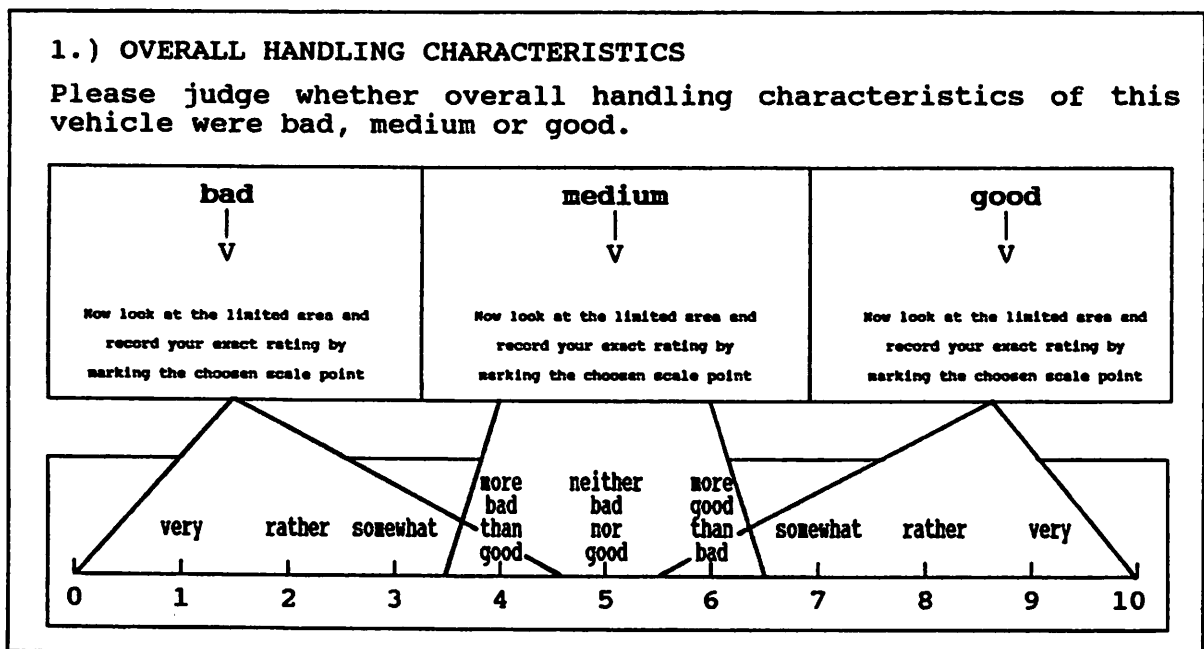 1.) OVERALL HANDLING CHARACTERISTICS
Please judge whether overall handling characteristics of this
vehicle were bad, medium or good.
bad
|
V
Now look at the limited area and
record your exact rating by
marking the choosen scale point
medium
|
V
Now look at the limited area and
record your exact rating by
marking the choosen scale point
good
|
V
Now look at the limited area and
record your exact rating by
marking the choosen scale point
very
rather
somewhat
more
bad
than
good
neither
bad
nor
good
more
good
than
bad
somewhat
rather
very
0 1 2 3 4 5 6 7 8 9 10